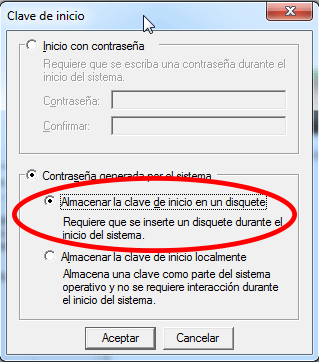 Clave de inicio
Inicio con contraseña
Requiere que se escriba una contraseña durante el
inicio del sistema.
Contraseña:
Confirmar:
Contraseña generada por el sistema
Almacenar la clave de inicio en un disquete
Requiere que se inserte un disquete durante el
inicio del sistema.
Almacenar la clave de inicio localmente
Almacena una clave como parte del sistema
operativo y no se requiere interacción durante
el inicio del sistema.
Aceptar
Cancelar